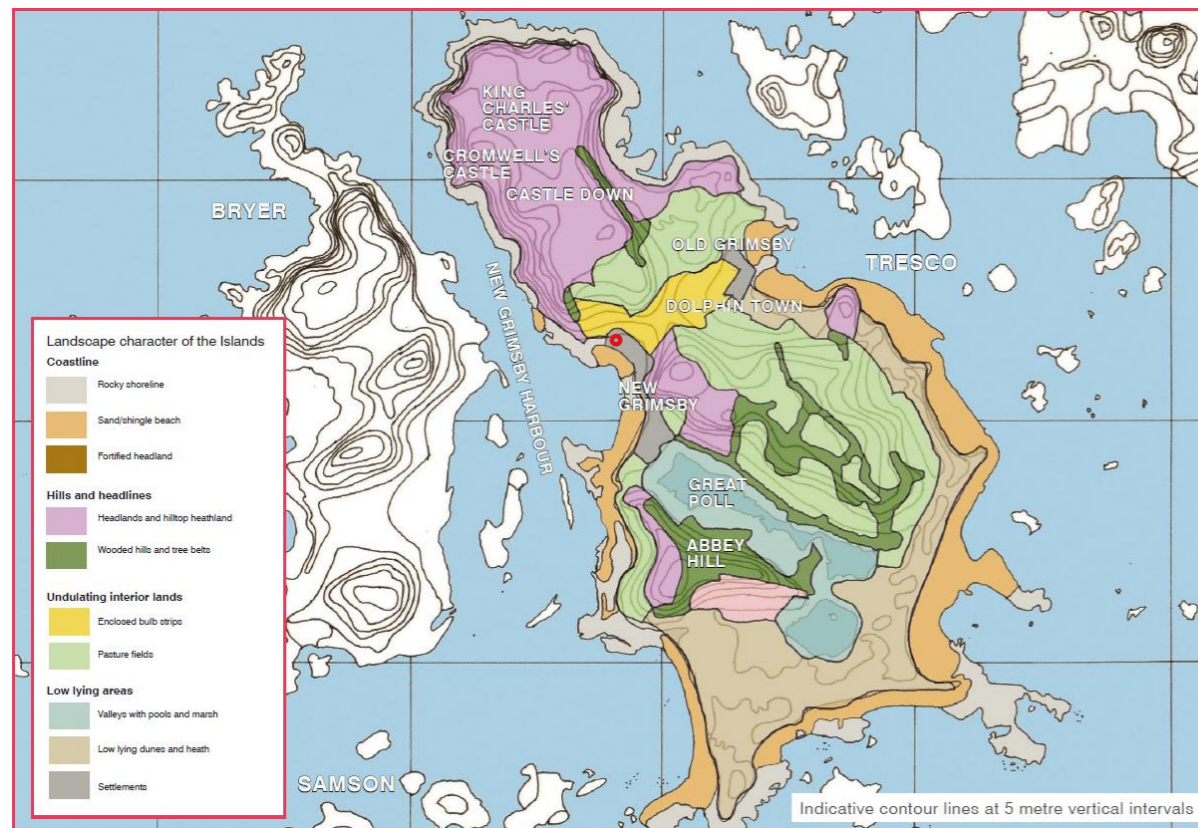 KING
CHARLES'
CASTLE
CROMWELL'S
CASTLE
CASTLE DOWN
BRYER
OLD GRIMSBY
TRESCO
NEW GRIMSBY HARBOUR
DOLPHIN TOWN
NEW
GRIMSBY
GREAT
POLL
ABBEY
HILL
SAMSON
Landscape character of the Islands
Coastline
Rocky shoreline
Sand/shingle beach
Fortified headland
Hills and headlines
Headlands and hilltop heathland
Wooded hills and tree belts
Undulating interior lands
Enclosed bulb strips
Pasture fields
Low lying areas
Valleys with pools and marsh
Low lying dunes and heath
Settlements
Indicative contour lines at 5 metre vertical intervals